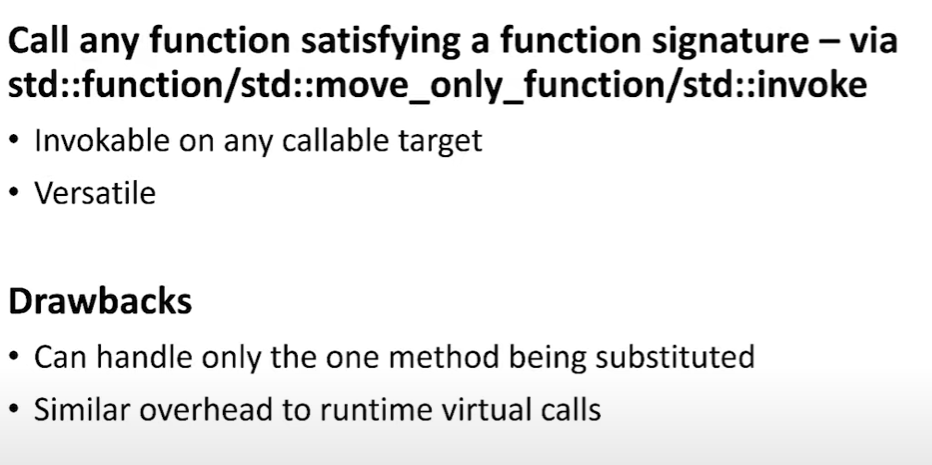 Call any function satisfying a function signature – via
std::function/std::move_only_function/std::invoke
• Invokable on any callable target
• Versatile
Drawbacks
• Can handle only the one method being substituted
• Similar overhead to runtime virtual calls